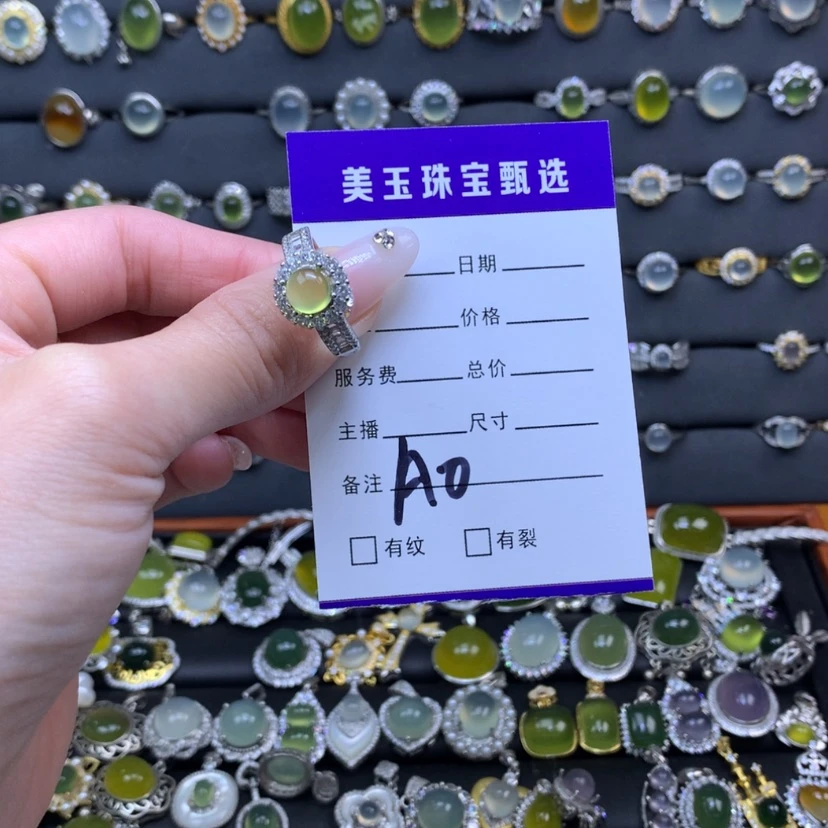 美玉珠宝甄选
日期
价格
服务费 总价
主播 尺寸
备注 A0
有纹 有裂